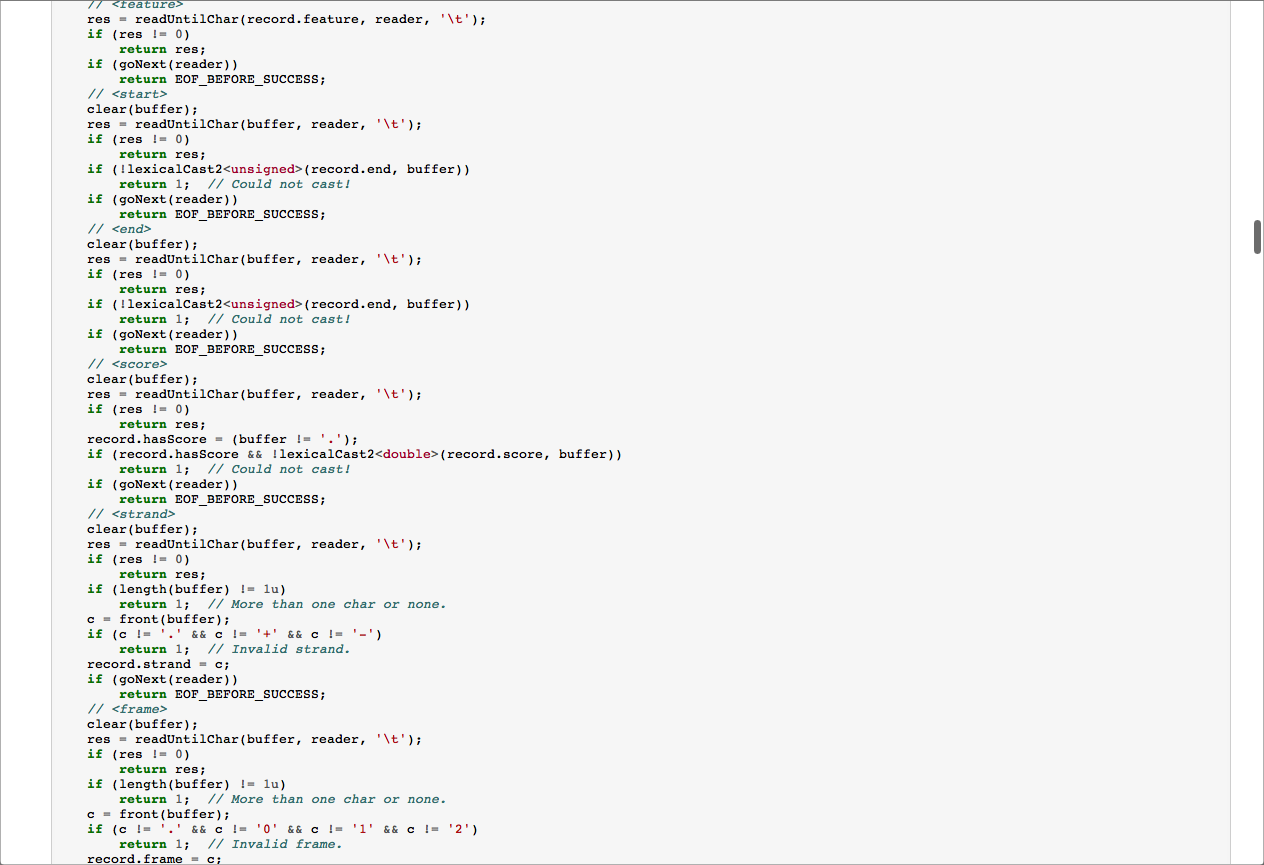 // <feature>
res = readUntilChar(record.feature, reader, '\t');
if (res != 0)
    return res;
if (goNext(reader))
    return EOF_BEFORE_SUCCESS;
// <start>
clear(buffer);
res = readUntilChar(buffer, reader, '\t');
if (res != 0)
    return res;
if (!lexicalCast2<unsigned>(record.end, buffer))
    return 1;  // Could not cast!
if (goNext(reader))
    return EOF_BEFORE_SUCCESS;
// <end>
clear(buffer);
res = readUntilChar(buffer, reader, '\t');
if (res != 0)
    return res;
if (!lexicalCast2<unsigned>(record.end, buffer))
    return 1;  // Could not cast!
if (goNext(reader))
    return EOF_BEFORE_SUCCESS;
// <score>
clear(buffer);
res = readUntilChar(buffer, reader, '\t');
if (res != 0)
    return res;
record.hasScore = (buffer != '.');
if (record.hasScore && !lexicalCast2<double>(record.score, buffer))
    return 1;  // Could not cast!
if (goNext(reader))
    return EOF_BEFORE_SUCCESS;
// <strand>
clear(buffer);
res = readUntilChar(buffer, reader, '\t');
if (res != 0)
    return res;
if (length(buffer) != 1u)
    return 1;  // More than one char or none.
c = front(buffer);
if (c != '.' && c != '+' && c != '-')
    return 1;  // Invalid strand.
record.strand = c;
if (goNext(reader))
    return EOF_BEFORE_SUCCESS;
// <frame>
clear(buffer);
res = readUntilChar(buffer, reader, '\t');
if (res != 0)
    return res;
if (length(buffer) != 1u)
    return 1;  // More than one char or none.
c = front(buffer);
if (c != '.' && c != '0' && c != '1' && c != '2')
    return 1;  // Invalid frame.
record.frame = c;